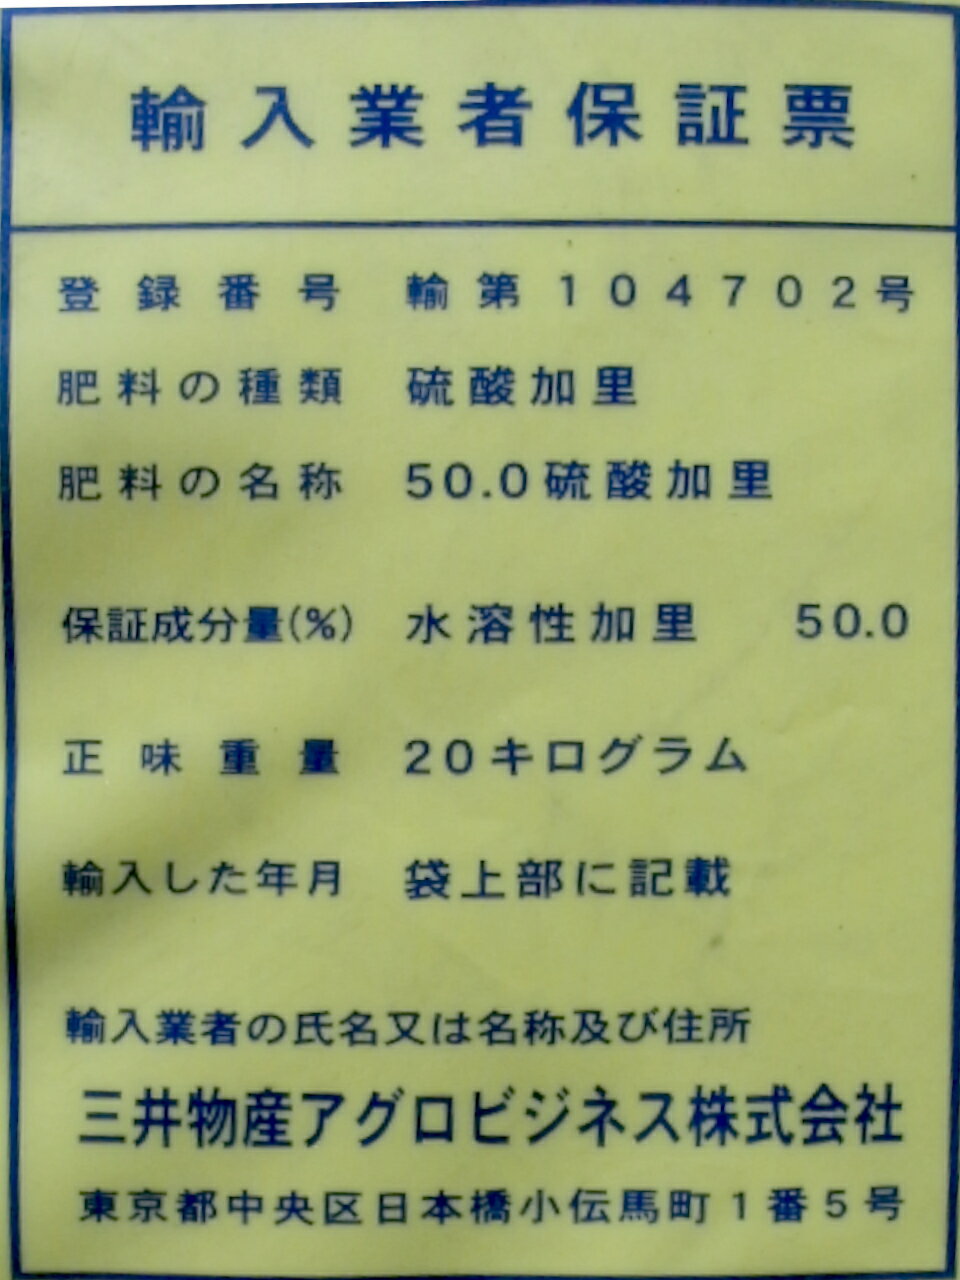 輸入業者保証票
登録番号 輸第104702号
肥料の種類 硫酸加里
肥料の名称 50.0硫酸加里
保証成分量(%) 水溶性加里 50.0
正味重量 20キログラム
輸入した年月 袋上部に記載
輸入業者の氏名又は名称及び住所
三井物産アグロビジネス株式会社
東京都中央区日本橋小伝馬町1番5号